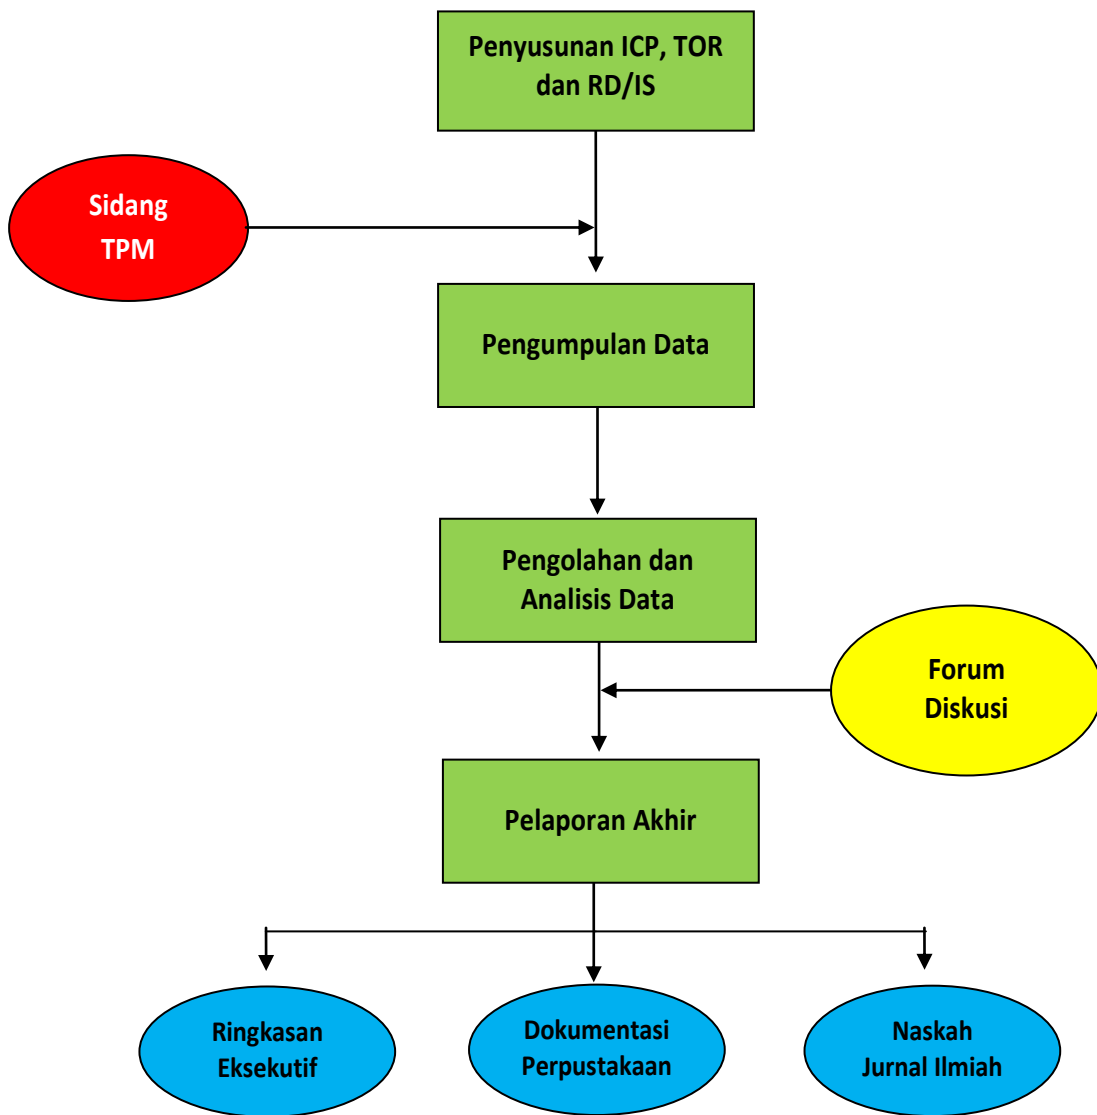 Penyusunan ICP, TOR
dan RD/IS
Sidang
TPM
Pengumpulan Data
Pengolahan dan
Analisis Data
Forum
Diskusi
Pelaporan Akhir
Ringkasan
Eksekutif
Dokumentasi
Perpustakaan
Naskah
Jurnal Ilmiah